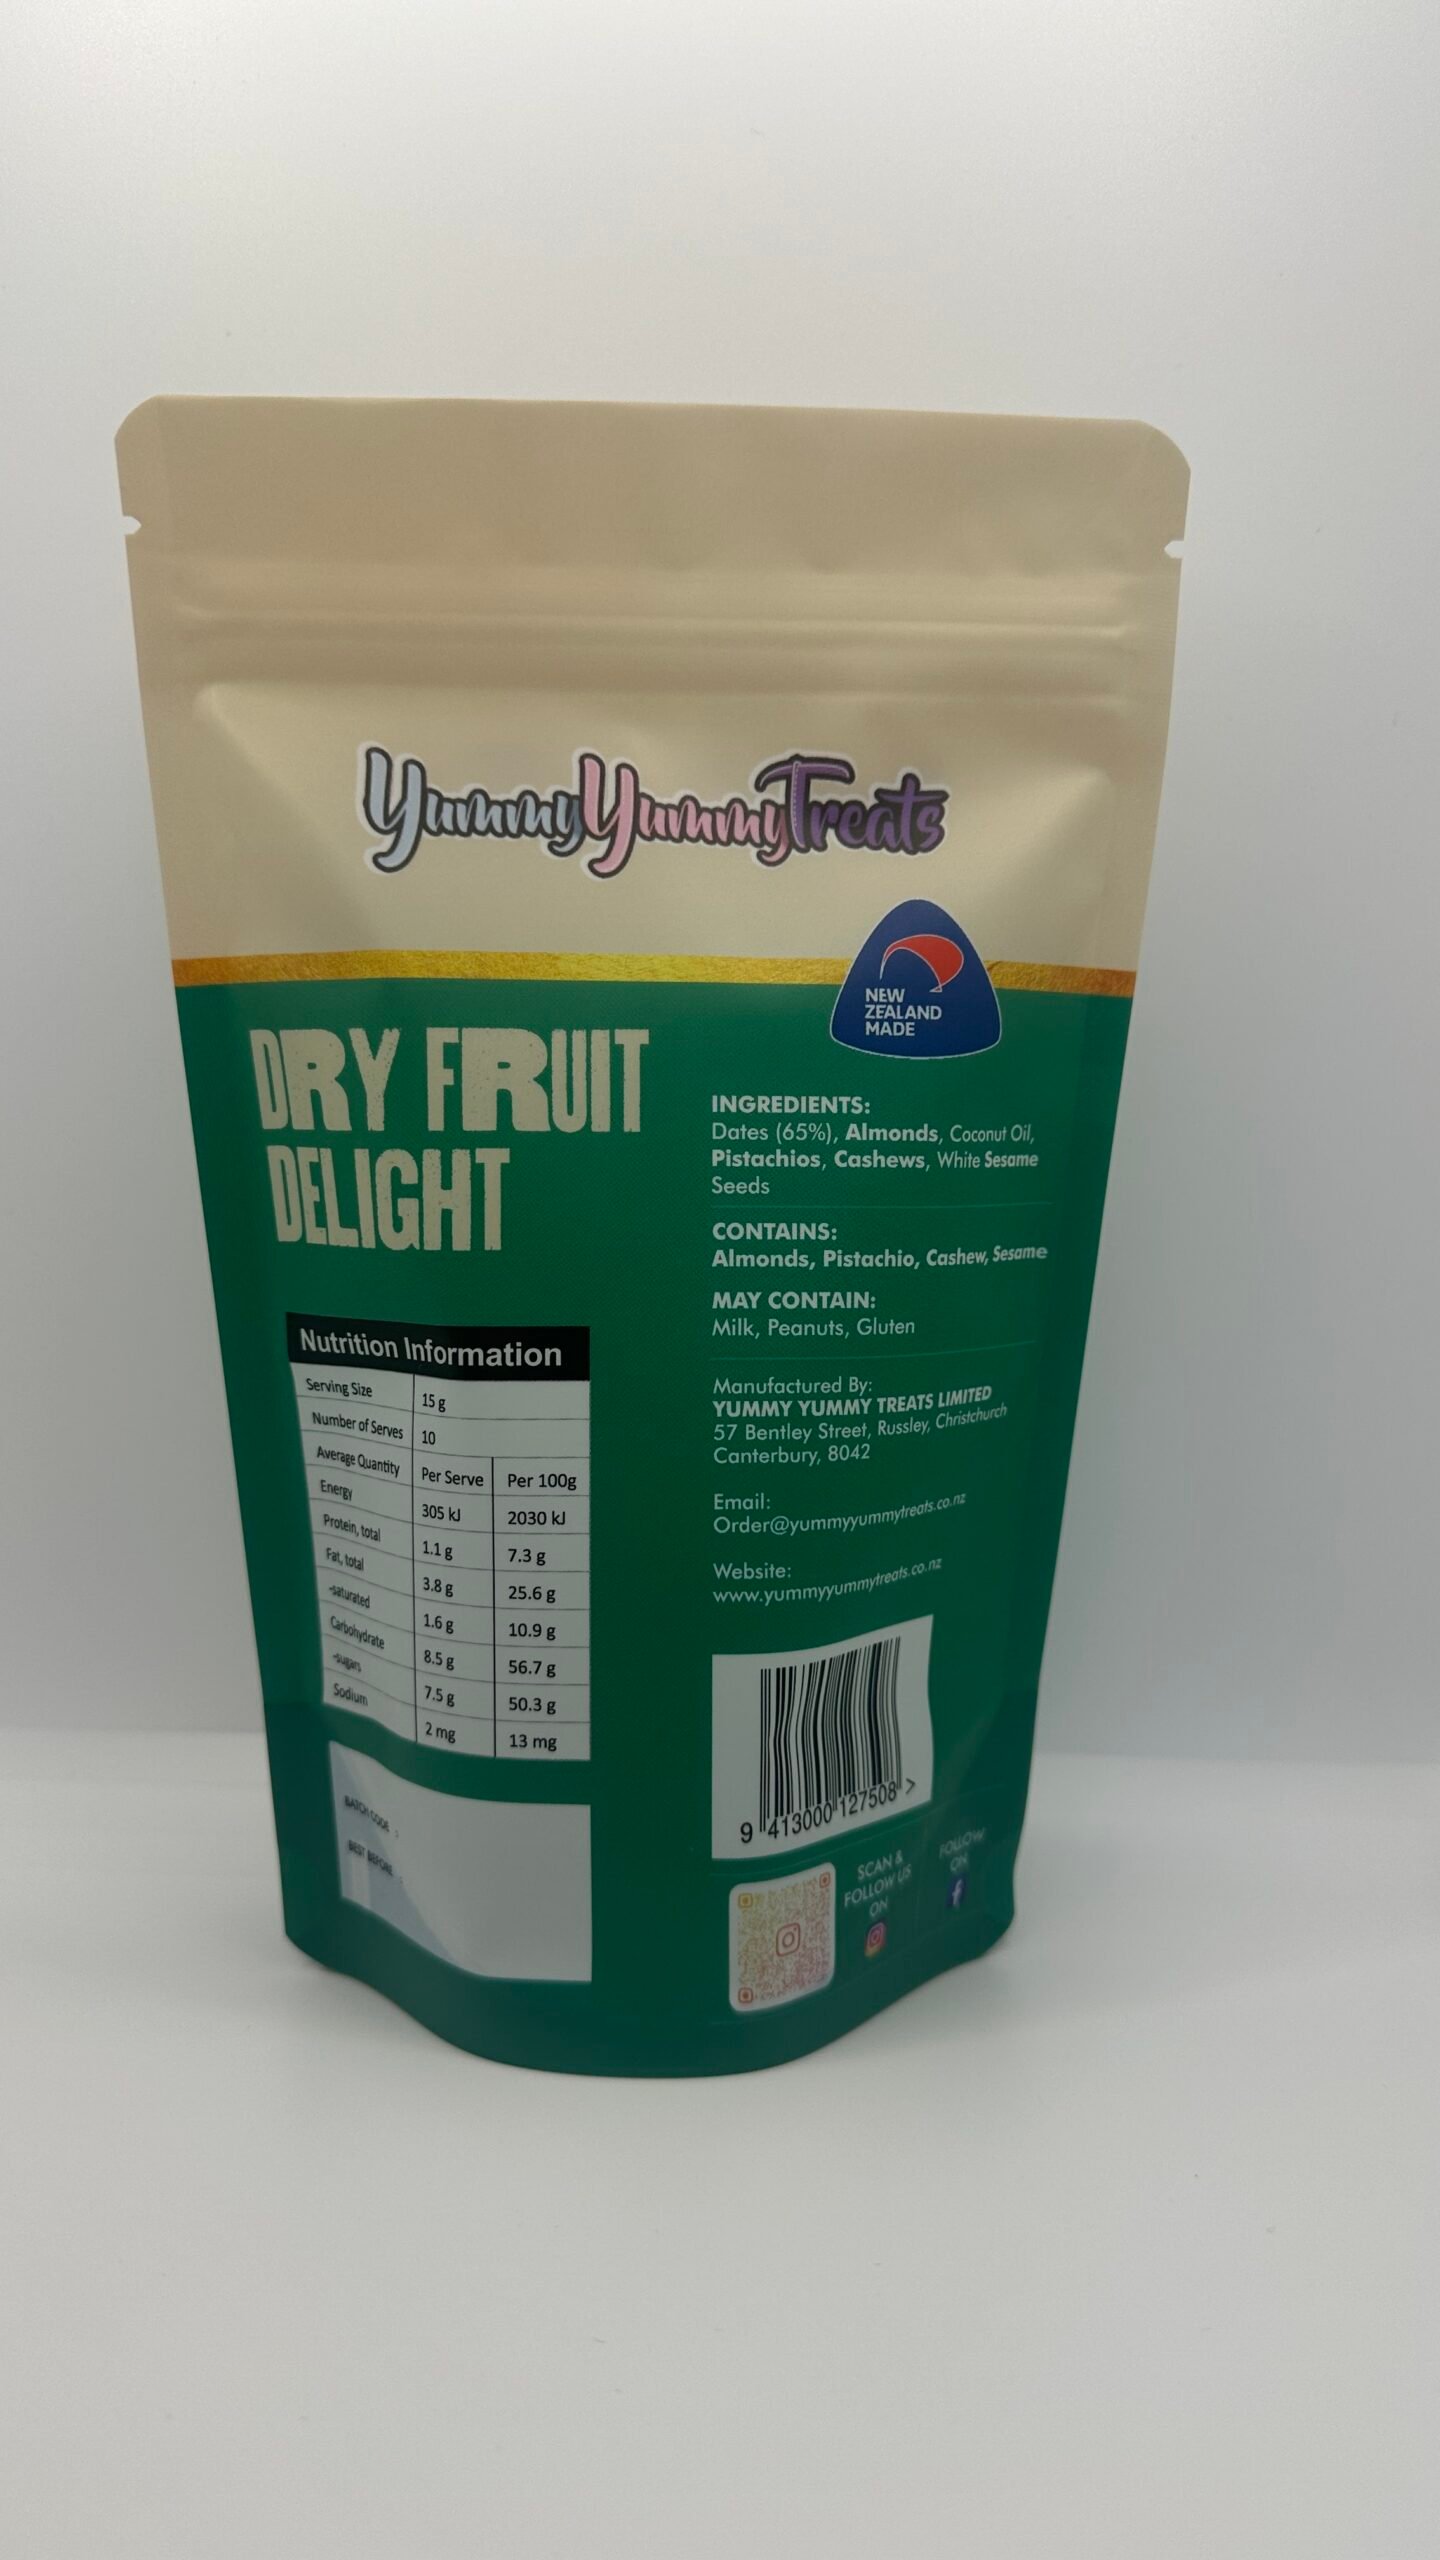 YummyYummyTreats
NEW
ZEALAND
MADE
DRY FRUIT
DELIGHT
INGREDIENTS:
Dates (65%), Almonds, Coconut Oil,
Pistachios, Cashews, White Sesame
Seeds
CONTAINS:
Almonds, Pistachio, Cashew, Sesame
MAY CONTAIN:
Milk, Peanuts, Gluten
Manufactured By:
YUMMY YUMMY TREATS LIMITED
57 Bentley Street, Russley, Christchurch
Canterbury, 8042
Email:
Order@yummyyummytreats.co.nz
Website:
www.yummyyummytreats.co.nz
Nutrition Information
Serving Size 15 g
Number of Serves 10
Average Quantity Per Serve Per 100g
Energy 305 kJ 2030 kJ
Protein, total 1.1 g 7.3 g
Fat, total 3.8 g 25.6 g
-saturated 1.6 g 10.9 g
Carbohydrate 8.5 g 56.7 g
-sugars 7.5 g 50.3 g
Sodium 2 mg 13 mg
BATCH CODE :
BEST BEFORE :
9 413000 127508 >
SCAN &
FOLLOW US
ON
FOLLOW
ON